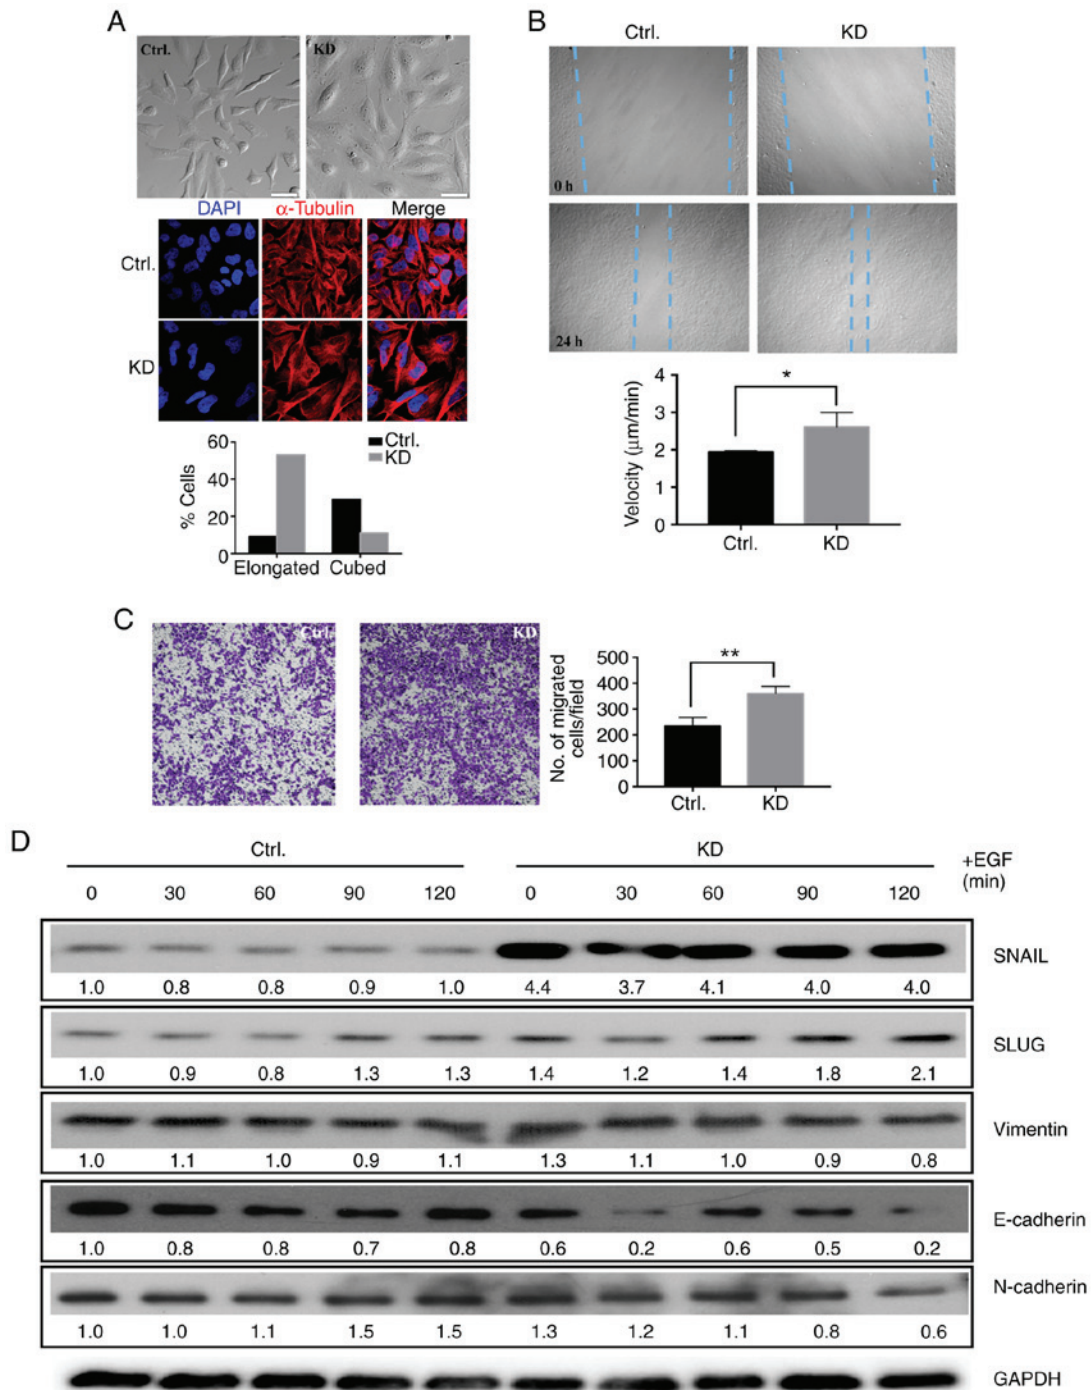 A
Ctrl.
KD
DAPI
α-Tubulin
Merge
Ctrl.
KD
60
40
20
0
% Cells
Ctrl.
KD
Elongated
Cubed
B
Ctrl.
KD
0 h
24 h
*
4
3
2
1
0
Velocity (μm/min)
Ctrl.
KD
C
Ctrl.
KD
**
500
400
300
200
100
0
No. of migrated
cells/field
Ctrl.
KD
D
Ctrl.
KD
+EGF
(min)
0 30 60 90 120 0 30 60 90 120
SNAIL
1.0 0.8 0.8 0.9 1.0 4.4 3.7 4.1 4.0 4.0
SLUG
1.0 0.9 0.8 1.3 1.3 1.4 1.2 1.4 1.8 2.1
Vimentin
1.0 1.1 1.0 0.9 1.1 1.3 1.1 1.0 0.9 0.8
E-cadherin
1.0 0.8 0.8 0.7 0.8 0.6 0.2 0.6 0.5 0.2
N-cadherin
1.0 1.0 1.1 1.5 1.5 1.3 1.2 1.1 0.8 0.6
GAPDH